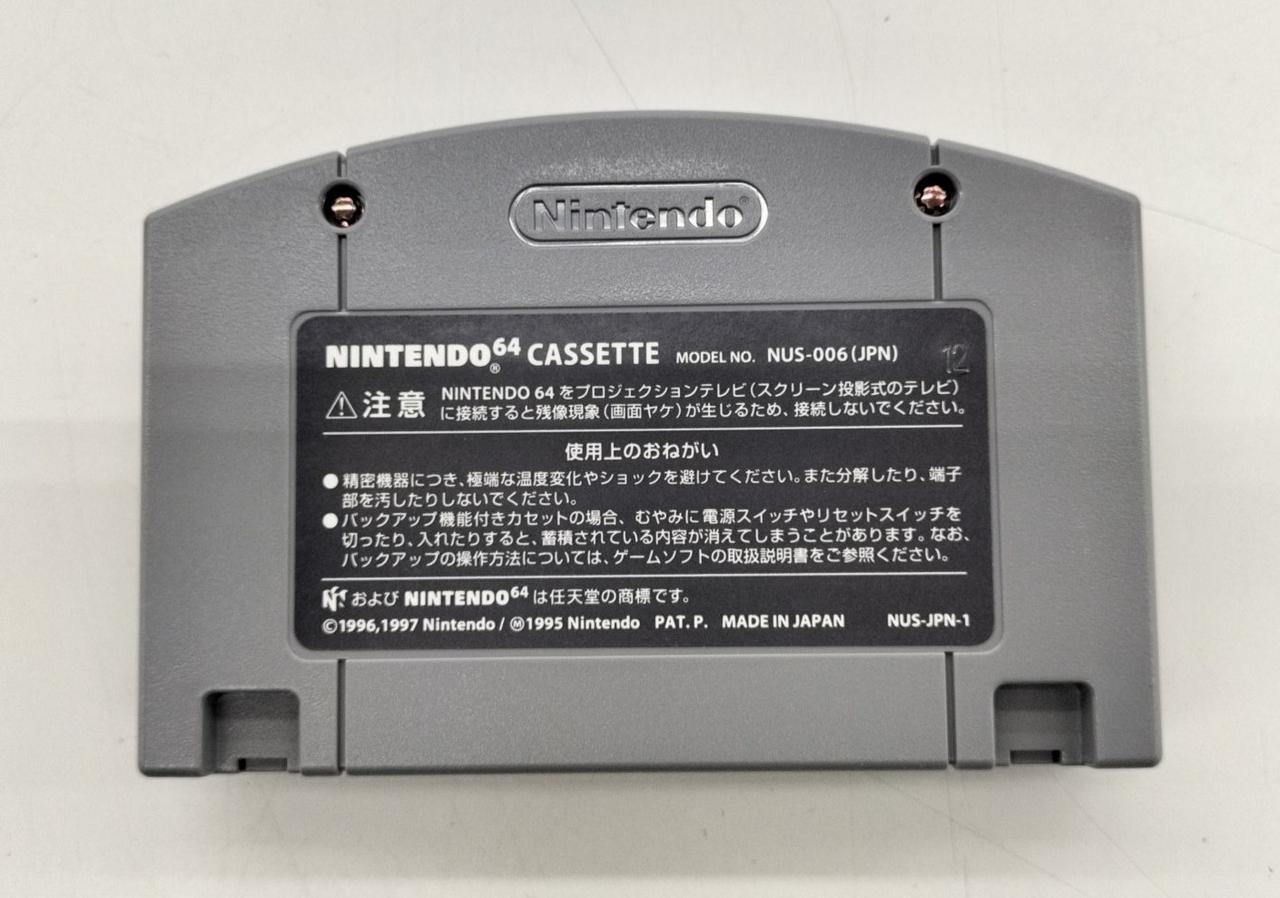 Nintendo®
NINTENDO64® CASSETTE MODEL NO. NUS-006(JPN) 12
⚠注意 NINTENDO 64 をプロジェクションテレビ(スクリーン投影式のテレビ)
に接続すると残像現象(画面ヤケ)が生じるため、接続しないでください。
使用上のおねがい
●精密機器につき、極端な温度変化やショックを避けてください。また分解したり、端子
部を汚したりしないでください。
●バックアップ機能付きカセットの場合、むやみに電源スイッチやリセットスイッチを
切ったり、入れたりすると、蓄積されている内容が消えてしまうことがあります。なお、
バックアップの操作方法については、ゲームソフトの取扱説明書をご参照ください。
および NINTENDO64 は任天堂の商標です。
©1996,1997 Nintendo / Ⓜ1995 Nintendo PAT. P. MADE IN JAPAN NUS-JPN-1